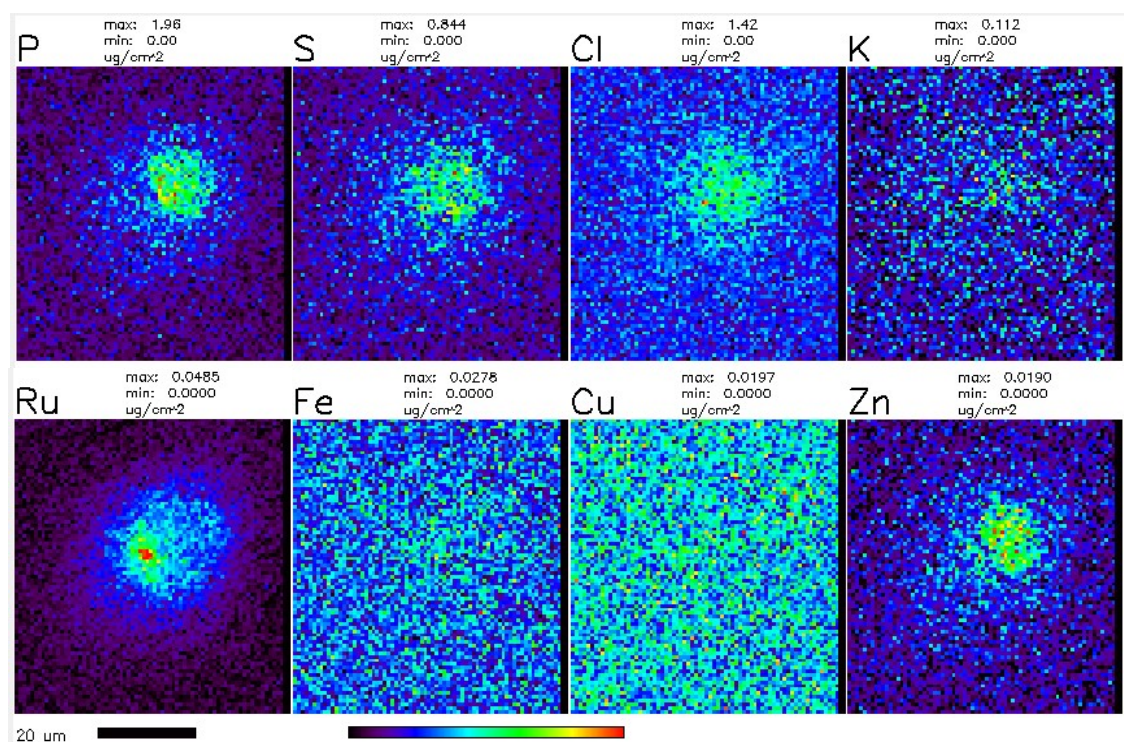 P max: 1.96
min: 0.00
ug/cm^2
S max: 0.844
min: 0.000
ug/cm^2
Cl max: 1.42
min: 0.00
ug/cm^2
K max: 0.112
min: 0.000
ug/cm^2
Ru max: 0.0485
min: 0.0000
ug/cm^2
Fe max: 0.0278
min: 0.0000
ug/cm^2
Cu max: 0.0197
min: 0.0000
ug/cm^2
Zn max: 0.0190
min: 0.0000
ug/cm^2
20 um